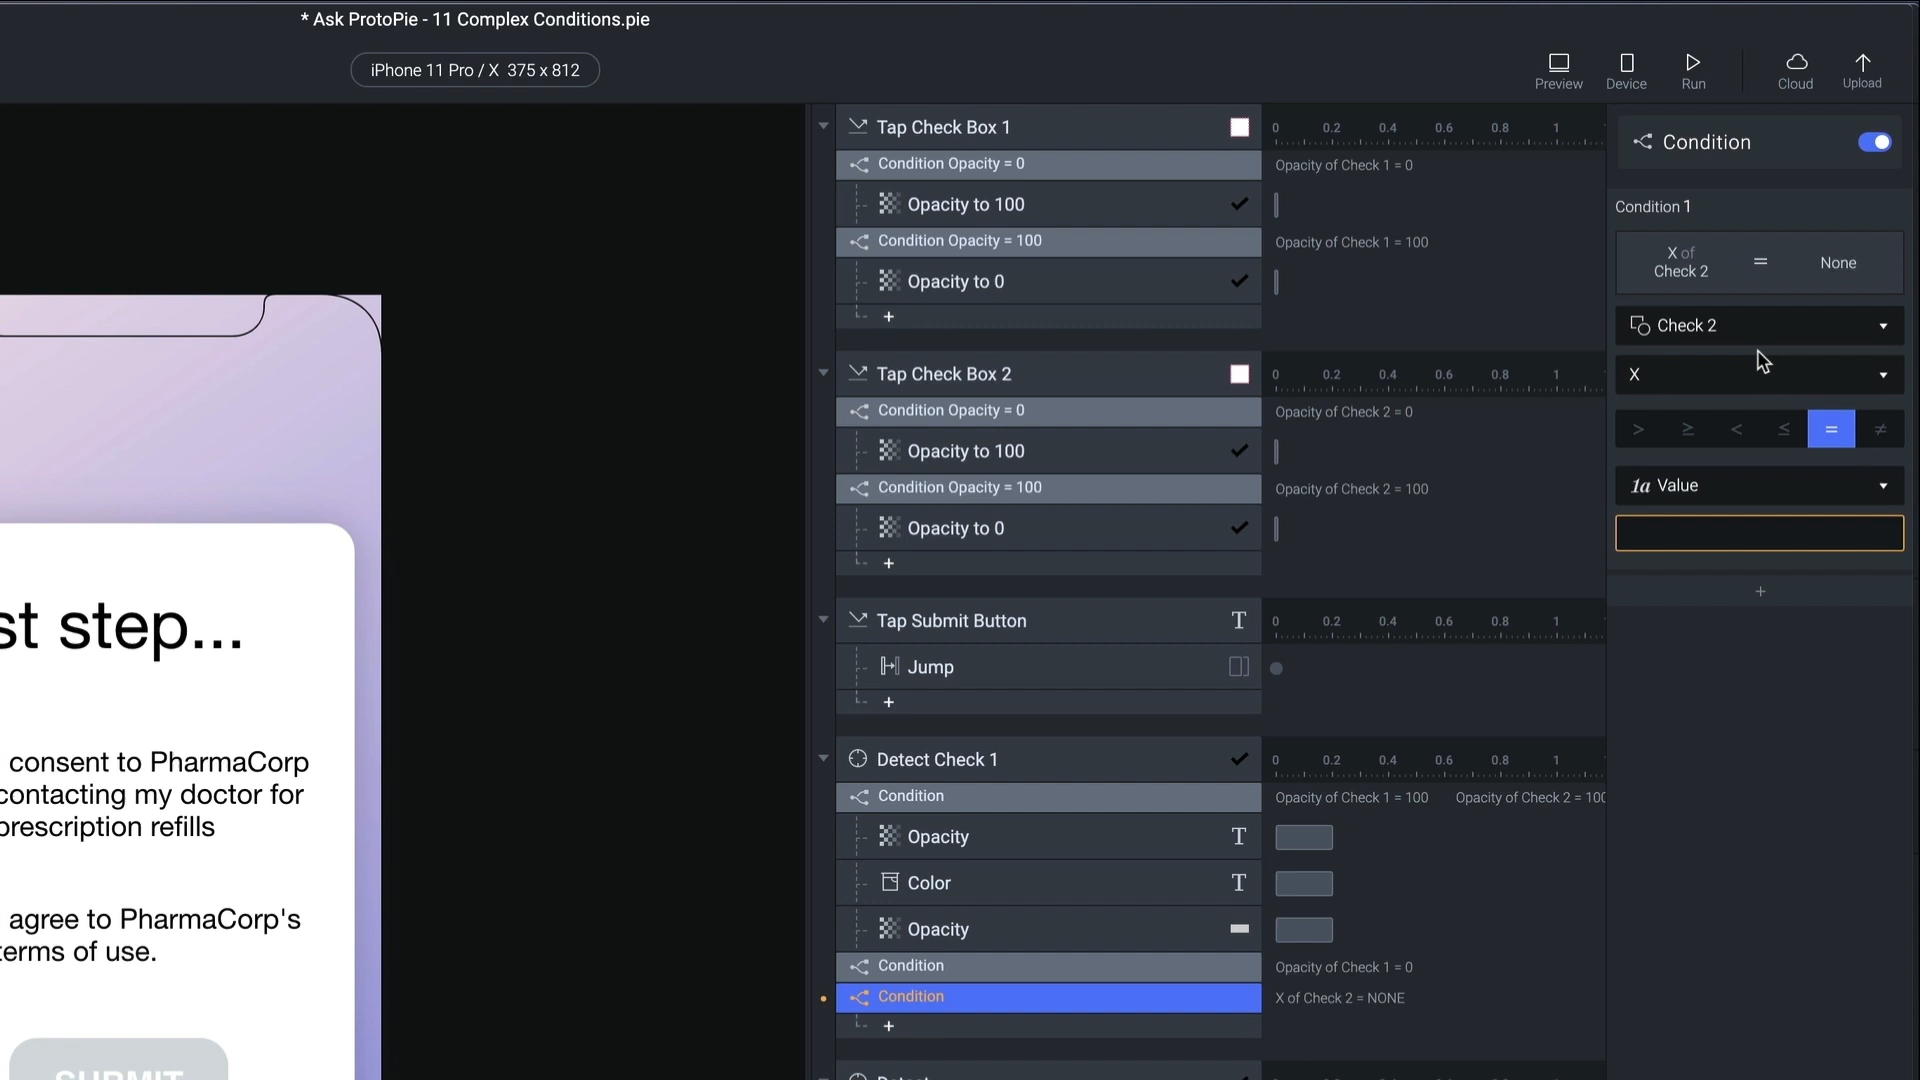 * Ask ProtoPie - 11 Complex Conditions.pie
iPhone 11 Pro / X 375 x 812
Preview
Device
Run
Cloud
Upload
Tap Check Box 1
0 0.2 0.4 0.6 0.8 1
Condition Opacity = 0
Opacity of Check 1 = 0
Opacity to 100
Condition Opacity = 100
Opacity of Check 1 = 100
Opacity to 0
+
Tap Check Box 2
0 0.2 0.4 0.6 0.8 1
Condition Opacity = 0
Opacity of Check 2 = 0
Opacity to 100
Condition Opacity = 100
Opacity of Check 2 = 100
Opacity to 0
+
Tap Submit Button
T
0 0.2 0.4 0.6 0.8 1
Jump
+
Detect Check 1
0 0.2 0.4 0.6 0.8 1
Condition
Opacity of Check 1 = 100 Opacity of Check 2 = 100
Opacity
T
Color
T
Opacity
Condition
Opacity of Check 1 = 0
Condition
X of Check 2 = NONE
+
Condition
Condition 1
X of
Check 2
=
None
Check 2
X
> ≥ < ≤ = ≠
1a Value
+
st step...
consent to PharmaCorp
contacting my doctor for
prescription refills
agree to PharmaCorp's
terms of use.
SUBMIT